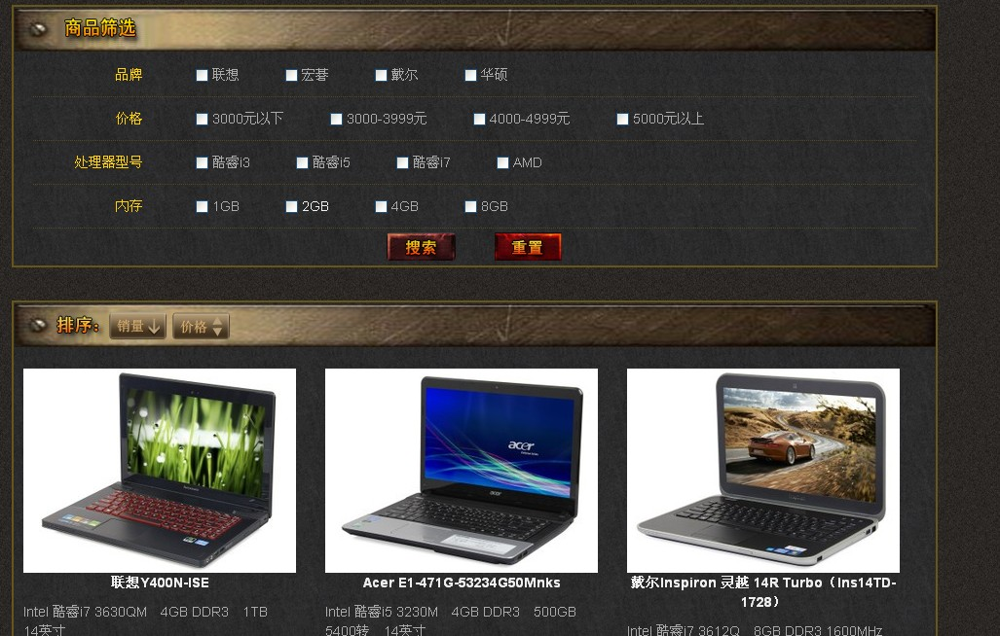 商品筛选
品牌 联想 宏碁 戴尔 华硕
价格 3000元以下 3000-3999元 4000-4999元 5000元以上
处理器型号 酷睿i3 酷睿i5 酷睿i7 AMD
内存 1GB 2GB 4GB 8GB
搜索 重置
排序: 销量 价格
acer
acer
联想Y400N-ISE
Intel 酷睿i7 3630QM 4GB DDR3 1TB
14英寸
Acer E1-471G-53234G50Mnks
Intel 酷睿i5 3230M 4GB DDR3 500GB
5400转 14英寸
戴尔Inspiron 灵越 14R Turbo（Ins14TD-
1728）
Intel 酷睿i7 3612Q 8GB DDR3 1600MHz